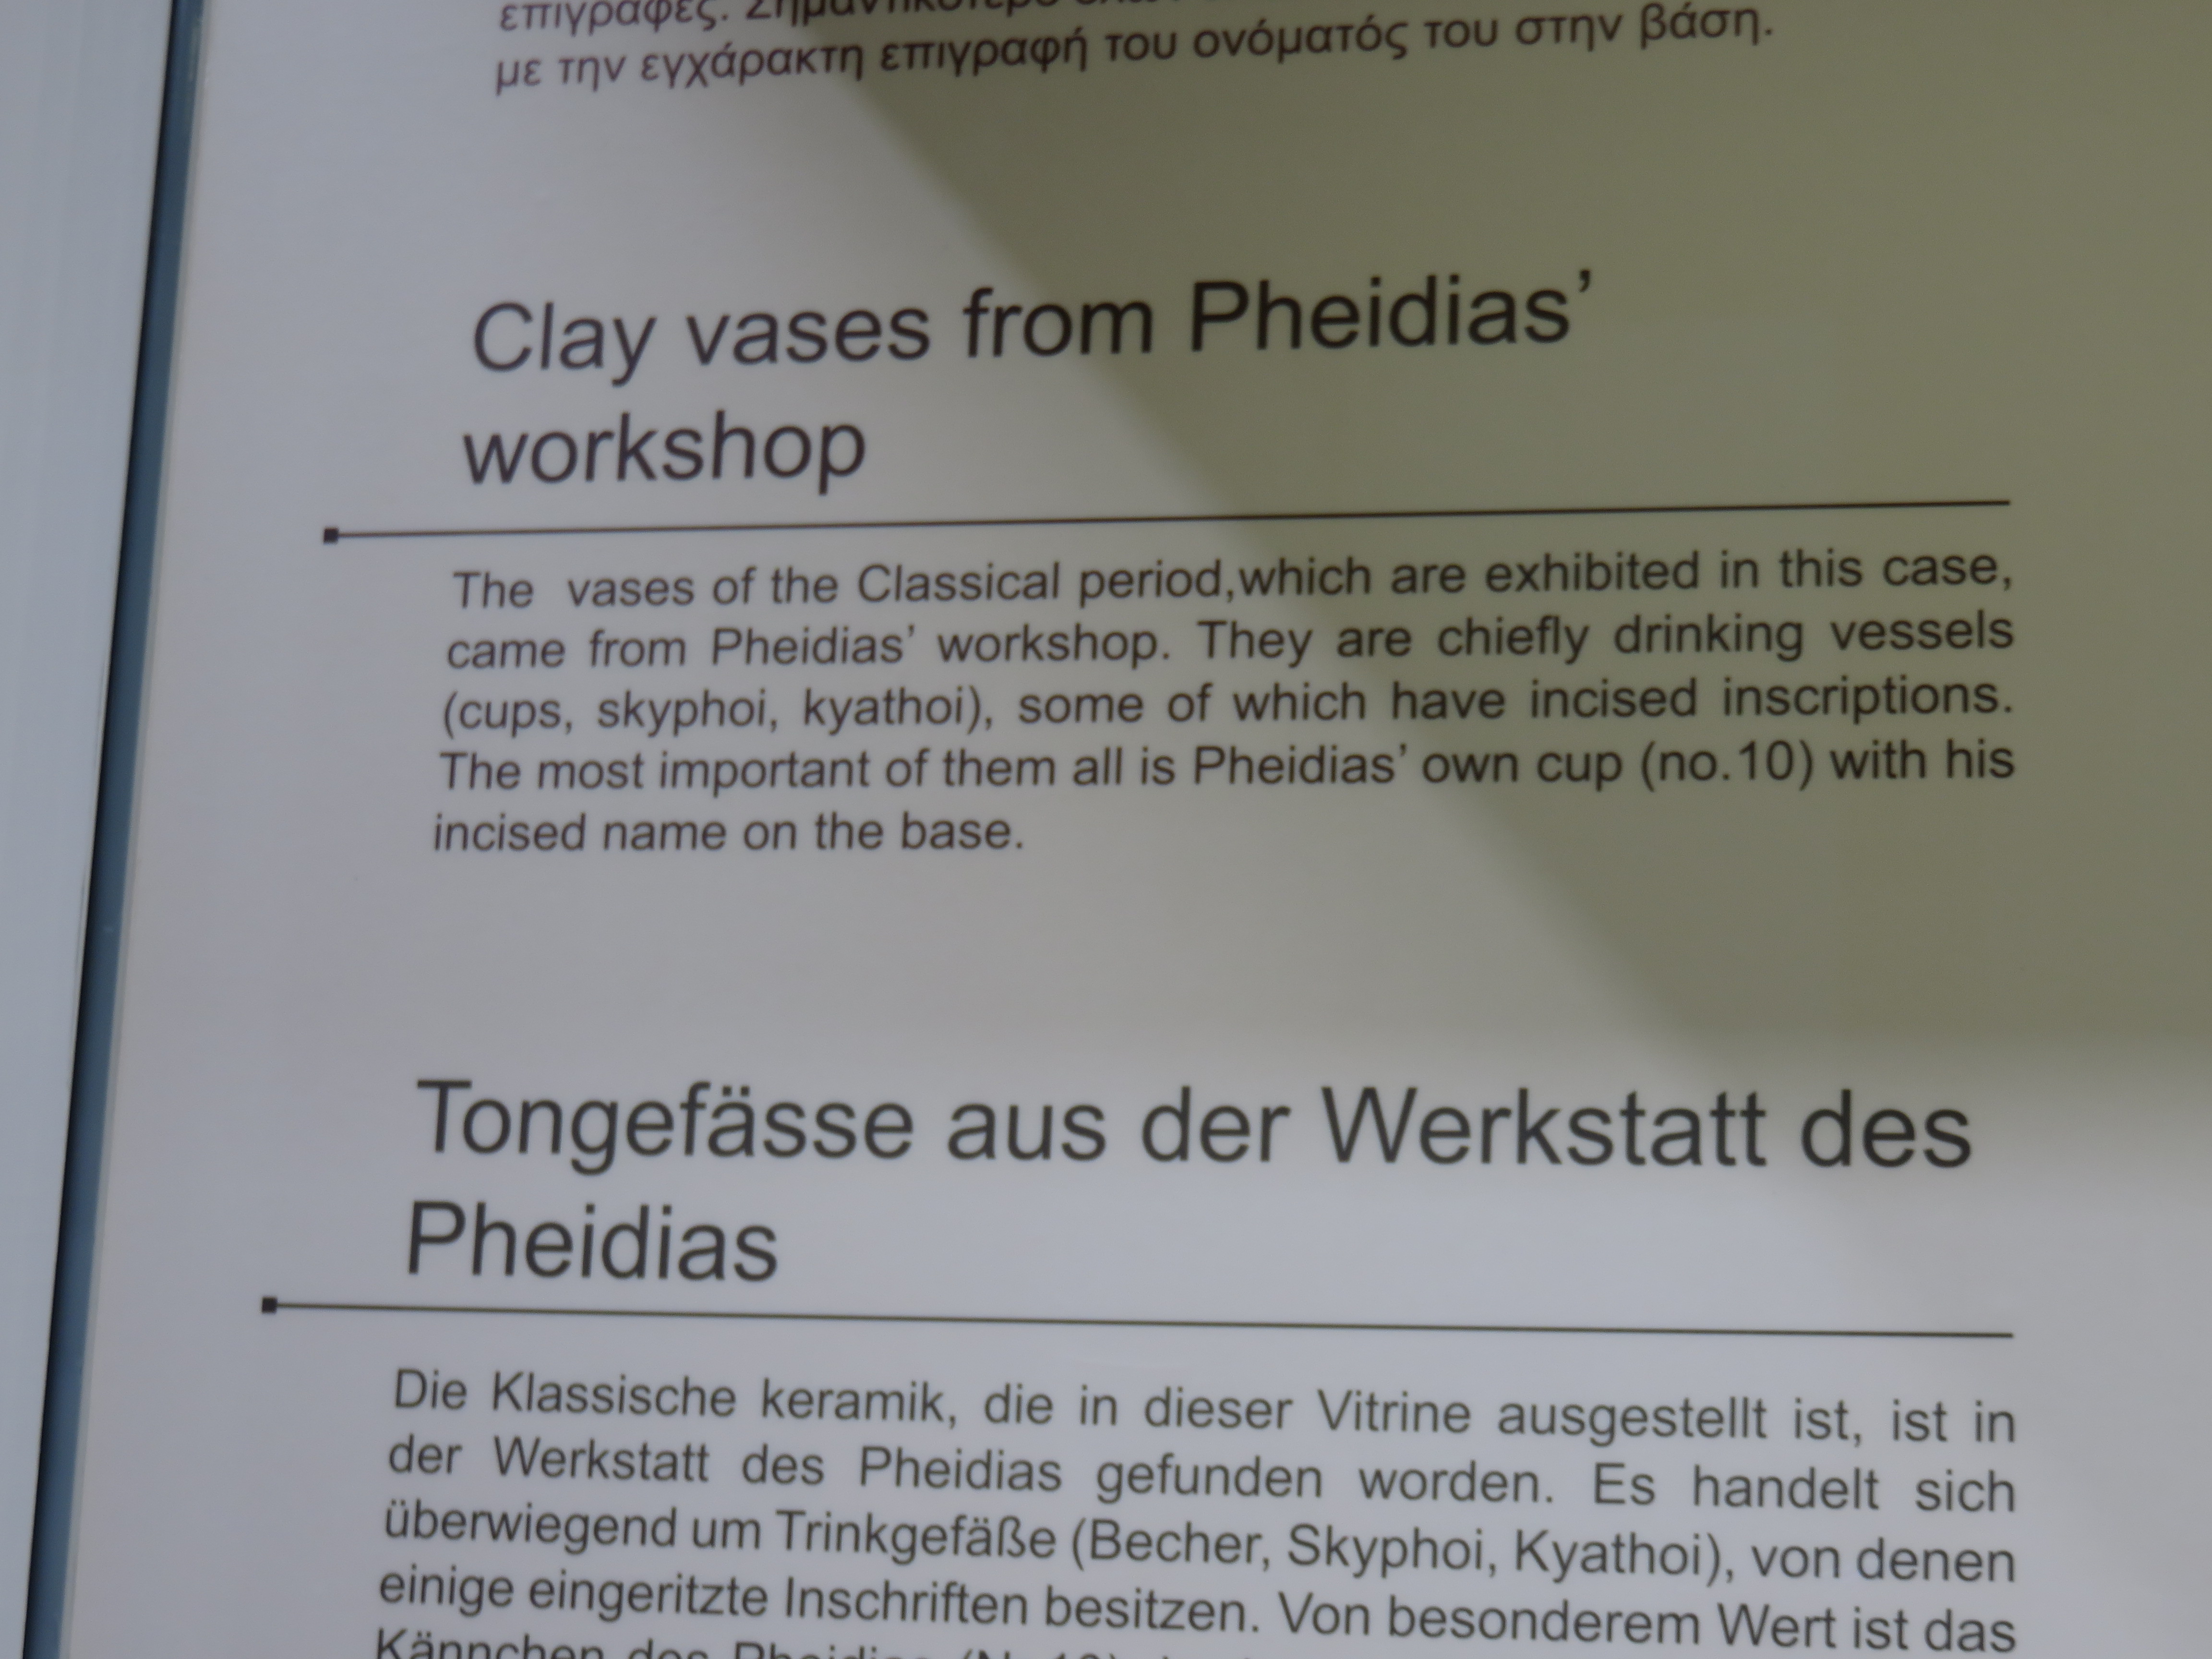 επιγραφές.
με την εγχάρακτη επιγραφή του ονόματός του στην βάση.
Clay vases from Pheidias’
workshop
The vases of the Classical period,which are exhibited in this case,
came from Pheidias’ workshop. They are chiefly drinking vessels
(cups, skyphoi, kyathoi), some of which have incised inscriptions.
The most important of them all is Pheidias’ own cup (no.10) with his
incised name on the base.
Tongefässe aus der Werkstatt des
Pheidias
Die Klassische keramik, die in dieser Vitrine ausgestellt ist, ist in
der Werkstatt des Pheidias gefunden worden. Es handelt sich
überwiegend um Trinkgefäße (Becher, Skyphoi, Kyathoi), von denen
einige eingeritzte Inschriften besitzen. Von besonderem Wert ist das
Kännchen des Pheidias